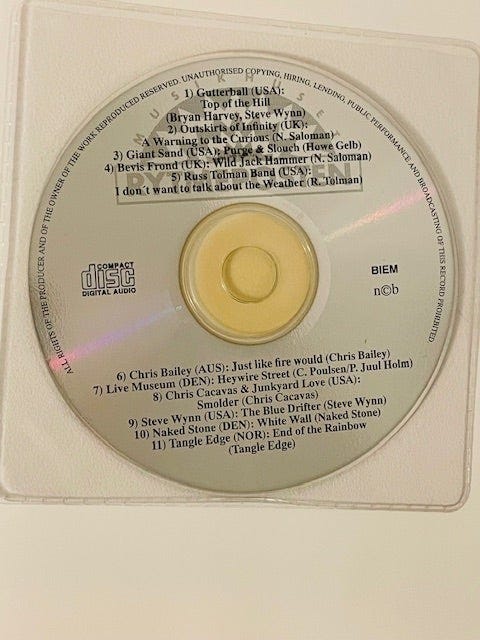 ALL RIGHTS OF THE PRODUCER AND OF THE OWNER OF THE WORK REPRODUCED RESERVED. UNAUTHORISED COPYING, HIRING, LENDING, PUBLIC PERFORMANCE AND BROADCASTING OF THIS RECORD PROHIBITED
MUSIKHUSET
1) Gutterball (USA):
Top of the Hill
(Bryan Harvey, Steve Wynn)
2) Outskirts of Infinity (UK):
A Warning to the Curious (N. Saloman)
3) Giant Sand (USA): Purge & Slouch (Howe Gelb)
4) Bevis Frond (UK): Wild Jack Hammer (N. Saloman)
5) Russ Tolman Band (USA):
I don´t want to talk about the Weather (R. Tolman)
COMPACT
disc
DIGITAL AUDIO
BIEM
n©b
6) Chris Bailey (AUS): Just like fire would (Chris Bailey)
7) Live Museum (DEN): Heywire Street (C. Poulsen/P. Juul Holm)
8) Chris Cacavas & Junkyard Love (USA):
Smolder (Chris Cacavas)
9) Steve Wynn (USA): The Blue Drifter (Steve Wynn)
10) Naked Stone (DEN): White Wall (Naked Stone)
11) Tangle Edge (NOR): End of the Rainbow
(Tangle Edge)